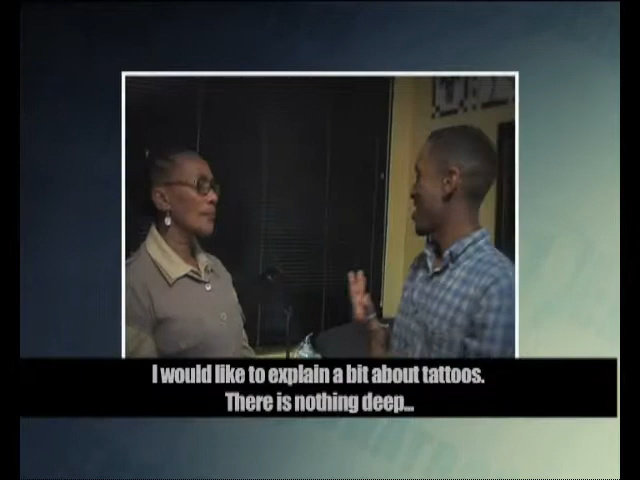 I would like to explain a bit about tattoos.
There is nothing deep...